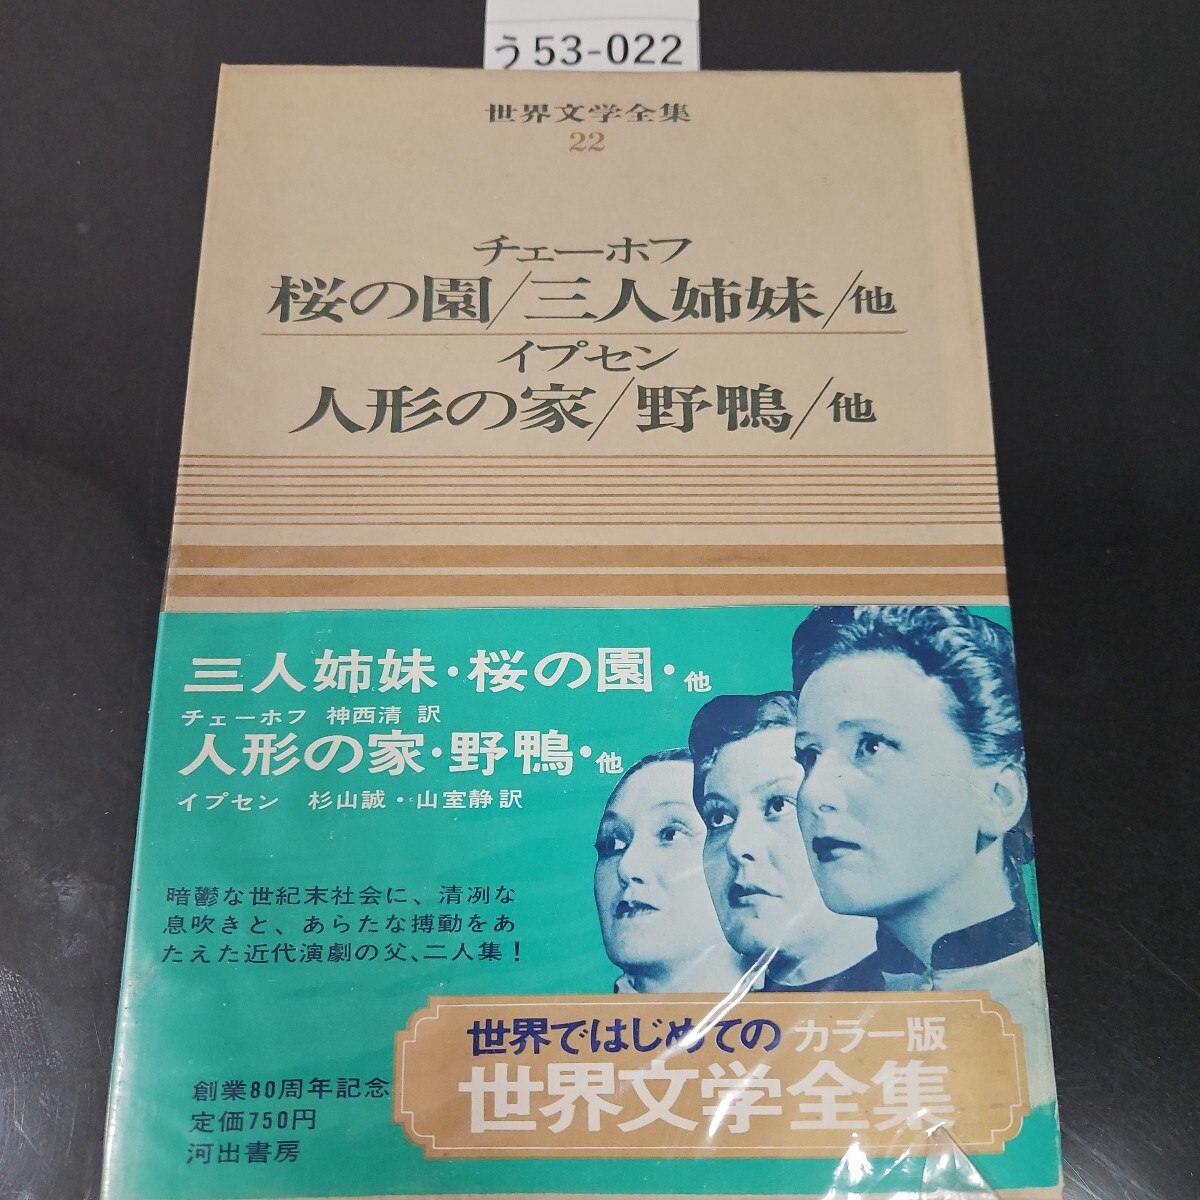 う53-022
世界文学全集
22
チェーホフ
桜の園/三人姉妹/他
イプセン
人形の家/野鴨/他
三人姉妹・桜の園・他
チェーホフ 神西清 訳
人形の家・野鴨・他
イプセン 杉山誠・山室静訳
暗鬱な世紀末社会に、清冽な
息吹きと、あらたな搏動をあ
たえた近代演劇の父、二人集!
世界ではじめての カラー版
世界文学全集
創業80周年記念
定価750円
河出書房